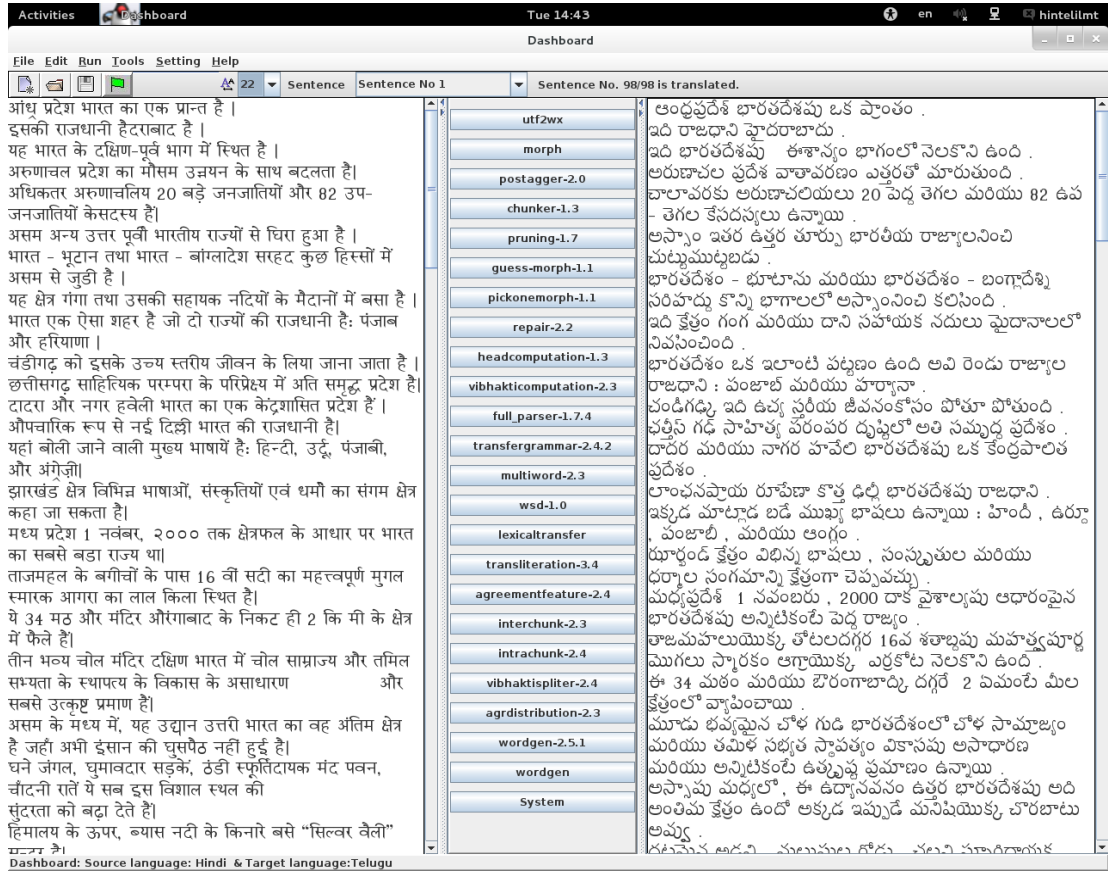 Activities Dashboard Tue 14:43 en hintelilmt
Dashboard
File Edit Run Tools Setting Help
22 Sentence Sentence No 1 Sentence No. 98/98 is translated.
आंध्र प्रदेश भारत का एक प्रान्त है |
इसकी राजधानी हैदराबाद है |
यह भारत के दक्षिण-पूर्व भाग में स्थित है |
अरुणाचल प्रदेश का मौसम उन्नयन के साथ बदलता है|
अधिकतर अरुणाचलिय 20 बड़े जनजातियों और 82 उप-
जनजातियों केसदस्य हैं|
असम अन्य उत्तर पूर्वी भारतीय राज्यों से घिरा हुआ है |
भारत - भूटान तथा भारत - बांग्लादेश सरहद कुछ हिस्सों में
असम से जुडी है |
यह क्षेत्र गंगा तथा उसकी सहायक नदियों के मैदानों में बसा है |
भारत एक ऐसा शहर है जो दो राज्यों की राजधानी है: पंजाब
और हरियाणा |
चंडीगढ़ को इसके उच्य स्तरीय जीवन के लिया जाना जाता है |
छत्तीसगढ़ साहित्यिक परम्परा के परिप्रेक्ष्य में अति समृद्ध प्रदेश है|
दादरा और नगर हवेली भारत का एक केंद्रशासित प्रदेश हैं |
औपचारिक रूप से नई दिल्ली भारत की राजधानी है|
यहां बोली जाने वाली मुख्य भाषायें है: हिन्दी, उर्दू, पंजाबी,
और अंग्रेज़ी|
झारखंड क्षेत्र विभिन्न भाषाओं, संस्कृतियों एवं धर्मो का संगम क्षेत्र
कहा जा सकता है|
मध्य प्रदेश 1 नवंबर, २००० तक क्षेत्रफल के आधार पर भारत
का सबसे बडा राज्य था|
ताजमहल के बगीचों के पास 16 वीं सदी का महत्त्वपूर्ण मुगल
स्मारक आगरा का लाल किला स्थित है|
ये 34 मठ और मंदिर औरंगाबाद के निकट ही 2 कि मी के क्षेत्र
में फैले हैं|
तीन भव्य चोल मंदिर दक्षिण भारत में चोल साम्राज्य और तमिल
सभ्यता के स्थापत्य के विकास के असाधारण और
सबसे उत्कृष्ट प्रमाण हैं|
असम के मध्य में, यह उद्यान उत्तरी भारत का वह अंतिम क्षेत्र
है जहाँ अभी इंसान की घुसपैठ नहीं हुई है|
घने जंगल, घुमावदार सड़कें, ठंडी स्फूर्तिदायक मंद पवन,
चाँदनी रातें ये सब इस विशाल स्थल की
सुंदरता को बढ़ा देते हैं|
हिमालय के ऊपर, ब्यास नदी के किनारे बसे “सिल्वर वैली”
utf2wx
morph
postagger-2.0
chunker-1.3
pruning-1.7
guess-morph-1.1
pickonemorph-1.1
repair-2.2
headcomputation-1.3
vibhakticomputation-2.3
full_parser-1.7.4
transfergrammar-2.4.2
multiword-2.3
wsd-1.0
lexicaltransfer
transliteration-3.4
agreementfeature-2.4
interchunk-2.3
intrachunk-2.4
vibhaktispliter-2.4
agrdistribution-2.3
wordgen-2.5.1
wordgen
System
ఆంధ్రప్రదేశ్ భారతదేశపు ఒక ప్రాంతం .
ఇది రాజధాని హైదరాబాదు .
ఇది భారతదేశపు ఈశాన్యం భాగంలో నెలకొని ఉంది .
అరుణాచల ప్రదేశ వాతావరణం ఎత్తరతో మారుతుంది .
చాలావరకు అరుణాచలియలు 20 పెద్ద తెగల మరియు 82 ఉప
- తెగల కేసదస్యలు ఉన్నాయి .
అస్సాం ఇతర ఉత్తర తూర్పు భారతీయ రాజ్యాలనించి
చుట్టుముట్టబడు .
భారతదేశం - భూటాను మరియు భారతదేశం - బంగ్లాదేశ్ని
సరిహద్దు కొన్ని భాగాలలో అస్సాంనించి కలిసింది .
ఇది క్షేత్రం గంగ మరియు దాని సహాయక నదులు మైదానాలలో
నివసించింది .
భారతదేశం ఒక ఇలాంటి పట్టణం ఉంది అవి రెండు రాజ్యాల
రాజధాని : పంజాబ్ మరియు హర్యానా .
చండీగఢ్ని ఇది ఉచ్య స్తరీయ జీవనంకోసం పోతూ పోతుంది .
ఛత్తీస్ గఢ్ సాహిత్య పరంపర దృష్టిలో అతి సమృద్ద ప్రదేశం .
దాదర మరియు నాగర హవేలి భారతదేశపు ఒక కేంద్రపాలిత
ప్రదేశం .
లాంఛనప్రాయ రూపేణా కొత్త ఢిల్లీ భారతదేశపు రాజధాని .
ఇక్కడ మాట్లాడ బడే ముఖ్య భాషలు ఉన్నాయి : హిందీ , ఉర్దూ
, పంజాబీ , మరియు ఆంగ్లం .
ఝార్ఖండ్ క్షేత్రం విభిన్న భాషలు , సంస్కృతుల మరియు
ధర్మాల సంగమాన్ని క్షేత్రంగా చెప్పవచ్చు .
మధ్యప్రదేశ్ 1 నవంబరు , 2000 దాక వైశాల్యపు ఆధారంపైన
భారతదేశపు అన్నిటికంటే పెద్ద రాజ్యం .
తాజమహలుయొక్క తోటలదగ్గర 16వ శతాబ్దపు మహత్త్వపూర్ణ
మొగలు స్మారకం ఆగ్రాయొక్క ఎర్రకోట నెలకొని ఉంది .
ఈ 34 మఠం మరియు ఔరంగాబాద్కి దగ్గరే 2 ఏమంటే మీల
క్షేత్రంలో వ్యాపించాయి .
మూడు భవ్యమైన చోళ గుడి భారతదేశంలో చోళ సామ్రాజ్యం
మరియు తమిళ సభ్యత స్థాపత్యం వికాసపు అసాధారణ
మరియు అన్నిటికంటే ఉత్కృష్ట ప్రమాణం ఉన్నాయి .
అస్సాపు మధ్యలో , ఈ ఉద్యానవనం ఉత్తర భారతదేశపు అది
అంతిమ క్షేత్రం ఉందో అక్కడ ఇప్పుడే మనిషియొక్క చొరబాటు
అవ్వు .
Dashboard: Source language: Hindi & Target language:Telugu